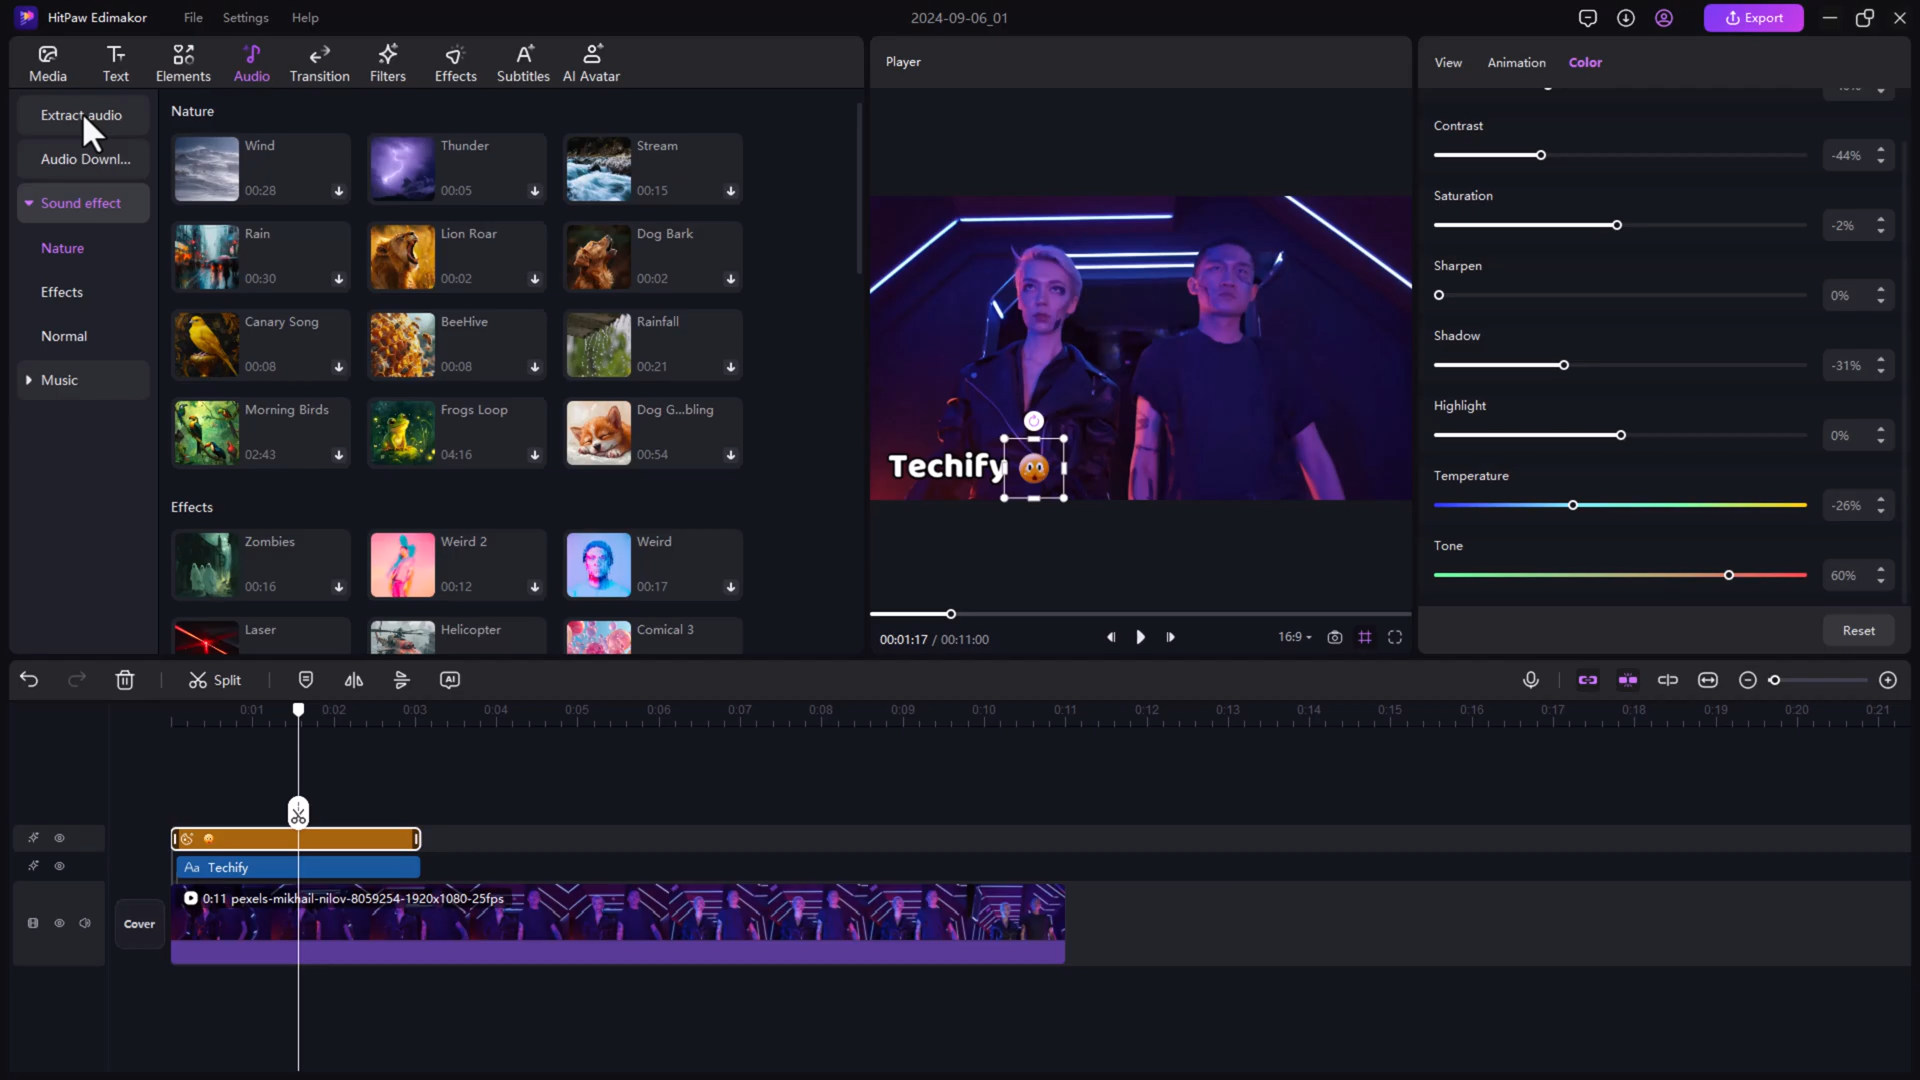 HitPaw Edimakor
File
Settings
Help
2024-09-06_01
Export
Media
Text
Elements
Audio
Transition
Filters
Effects
Subtitles
AI Avatar
Extract audio
Audio Downl...
Sound effect
Nature
Effects
Normal
Music
Nature
Wind
00:28
Thunder
00:05
Stream
00:15
Rain
00:30
Lion Roar
00:02
Dog Bark
00:02
Canary Song
00:08
BeeHive
00:08
Rainfall
00:21
Morning Birds
02:43
Frogs Loop
04:16
Dog G...bling
00:54
Effects
Zombies
00:16
Weird 2
00:12
Weird
00:17
Laser
Helicopter
Comical 3
Player
Techify
00:01:17 / 00:11:00
16:9
View
Animation
Color
Contrast
-44%
Saturation
-2%
Sharpen
0%
Shadow
-31%
Highlight
0%
Temperature
-26%
Tone
60%
Reset
Split
AI
0:01 0:02 0:03 0:04 0:05 0:06 0:07 0:08 0:09 0:10 0:11 0:12 0:13 0:14 0:15 0:16 0:17 0:18 0:19 0:20 0:21
Aa Techify
Cover
0:11 pexels-mikhail-nilov-8059254-1920x1080-25fps